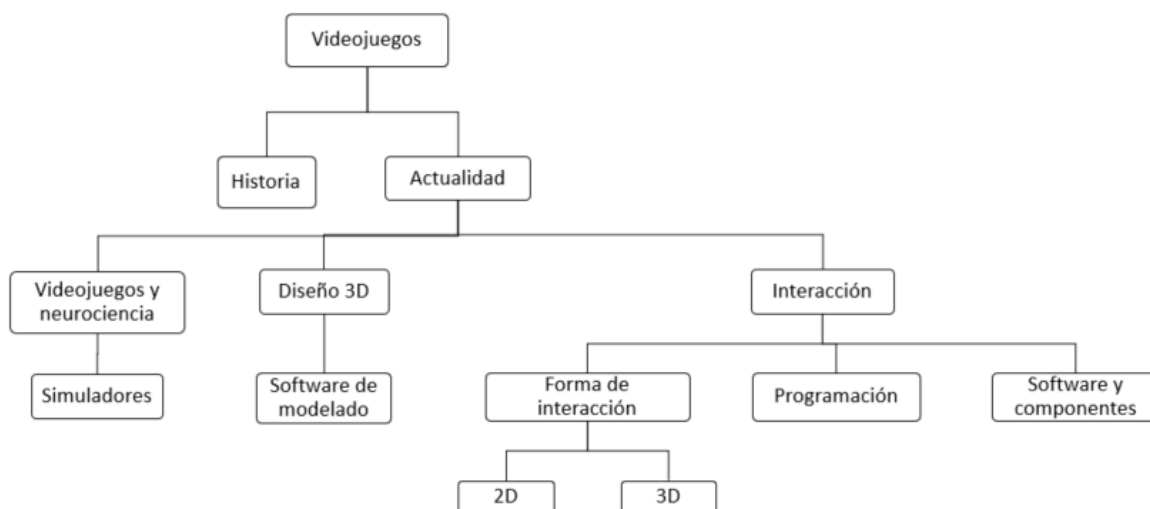 Videojuegos
Historia
Actualidad
Videojuegos y
neurociencia
Diseño 3D
Interacción
Simuladores
Software de
modelado
Forma de
interacción
Programación
Software y
componentes
2D
3D